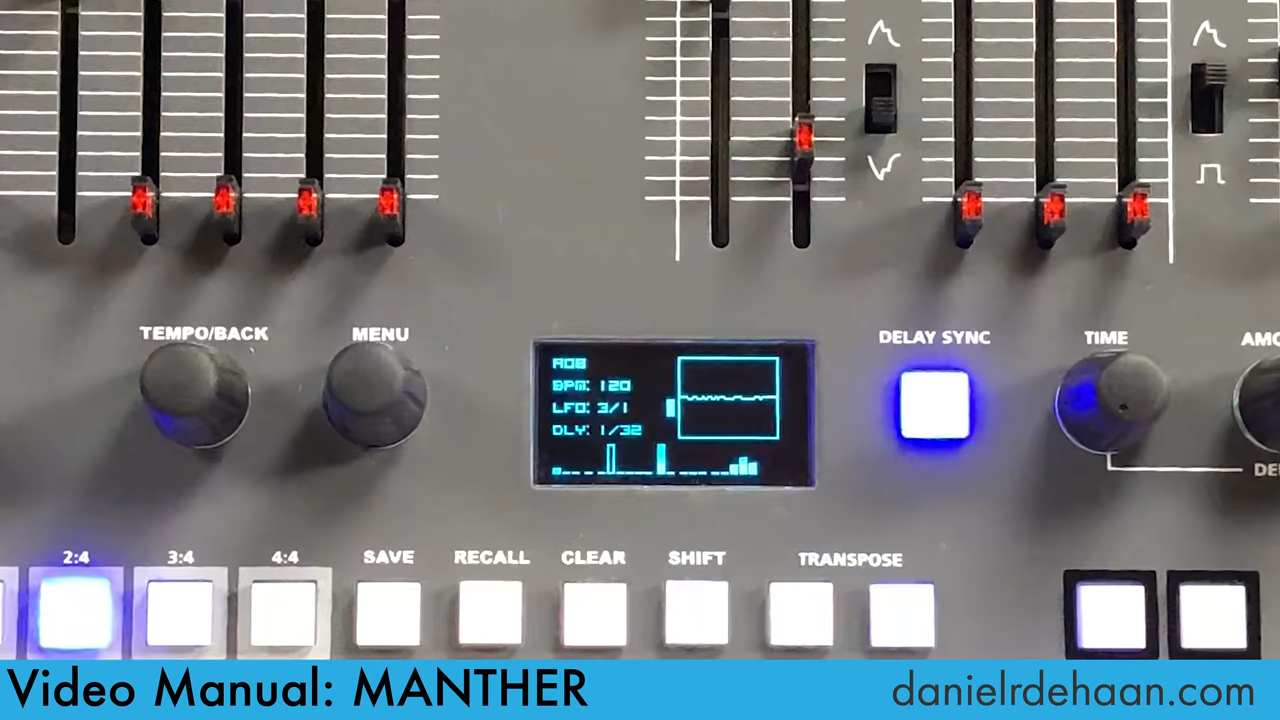 TEMPO/BACK
MENU
DELAY SYNC
TIME
BPM: 120
LFO: 3/1
DLY: 1/32
2:4
3:4
4:4
SAVE
RECALL
CLEAR
SHIFT
TRANSPOSE
Video Manual: MANTHER
danielrdehaan.com